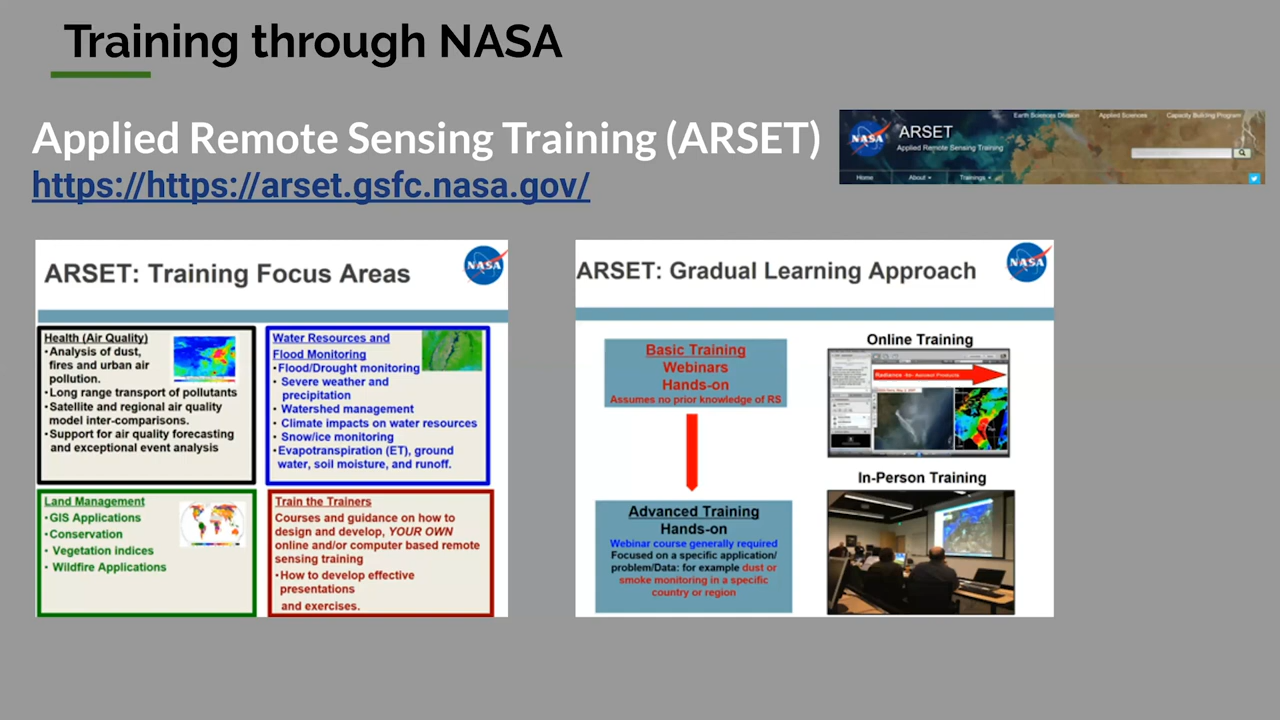 Training through NASA
Applied Remote Sensing Training (ARSET)
https://https://arset.gsfc.nasa.gov/
Earth Sciences Division
Applied Sciences
Capacity Building Program
NASA
ARSET
Applied Remote Sensing Training
Home
About
Trainings
ARSET: Training Focus Areas
NASA
Health (Air Quality)
•Analysis of dust,
fires and urban air
pollution.
•Long range transport of pollutants
•Satellite and regional air quality
model inter-comparisons.
•Support for air quality forecasting
and exceptional event analysis
Water Resources and
Flood Monitoring
•Flood/Drought monitoring
• Severe weather and
precipitation
• Watershed management
• Climate impacts on water resources
• Snow/ice monitoring
•Evapotranspiration (ET), ground
water, soil moisture, and runoff.
Land Management
•GIS Applications
•Conservation
• Vegetation indices
• Wildfire Applications
Train the Trainers
Courses and guidance on how to
design and develop, YOUR OWN
online and/or computer based remote
sensing training
•How to develop effective
presentations
and exercises.
ARSET: Gradual Learning Approach
NASA
Basic Training
Webinars
Hands-on
Assumes no prior knowledge of RS
Advanced Training
Hands-on
Webinar course generally required
Focused on a specific application/
problem/Data: for example dust or
smoke monitoring in a specific
country or region
Online Training
In-Person Training